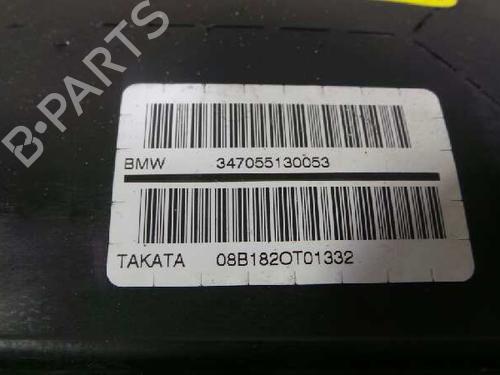 B-PARTS
BMW 347055130053
TAKATA 08B182OT01332